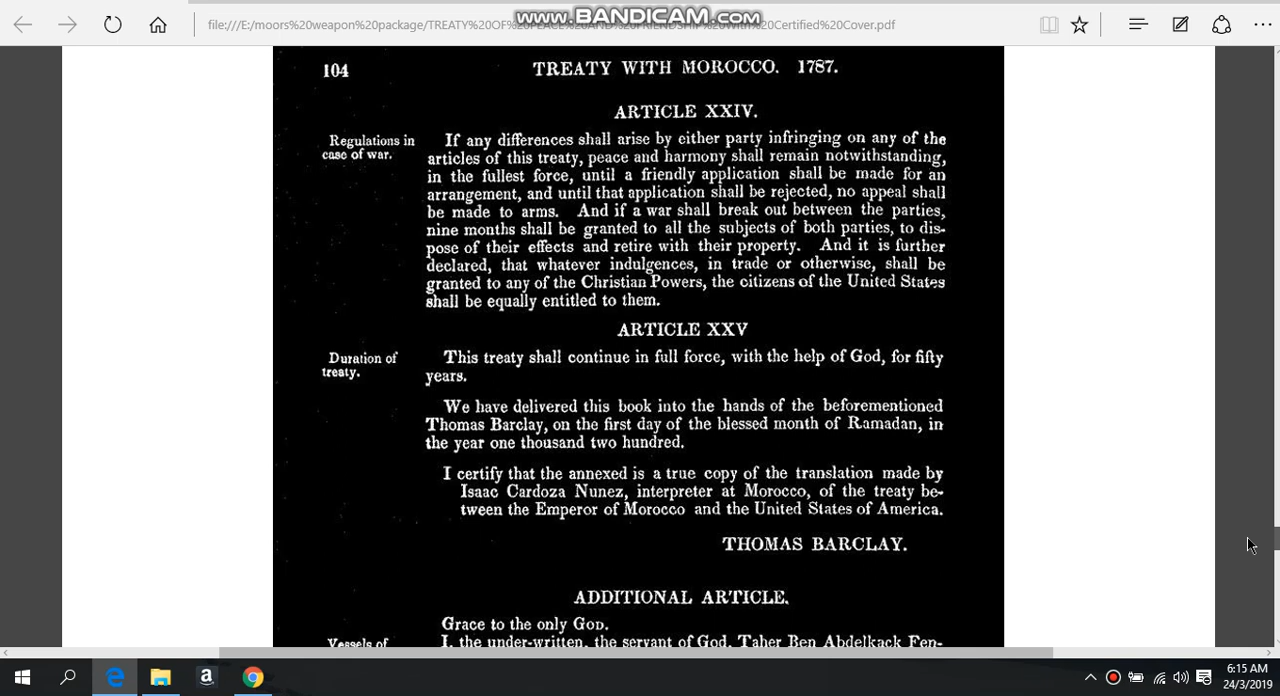 www.BANDICAM.com
file:///E:/moors%20weapon%20package/TREATY%20OF%20PEACE%20AND%20FRIENDSHIP%20With%20Certified%20Cover.pdf
104 TREATY WITH MOROCCO. 1787.
ARTICLE XXIV.
Regulations in
case of war.
If any differences shall arise by either party infringing on any of the
articles of this treaty, peace and harmony shall remain notwithstanding,
in the fullest force, until a friendly application shall be made for an
arrangement, and until that application shall be rejected, no appeal shall
be made to arms. And if a war shall break out between the parties,
nine months shall be granted to all the subjects of both parties, to dis-
pose of their effects and retire with their property. And it is further
declared, that whatever indulgences, in trade or otherwise, shall be
granted to any of the Christian Powers, the citizens of the United States
shall be equally entitled to them.
ARTICLE XXV
Duration of
treaty.
This treaty shall continue in full force, with the help of God, for fifty
years.
We have delivered this book into the hands of the beforementioned
Thomas Barclay, on the first day of the blessed month of Ramadan, in
the year one thousand two hundred.
I certify that the annexed is a true copy of the translation made by
Isaac Cardoza Nunez, interpreter at Morocco, of the treaty be-
tween the Emperor of Morocco and the United States of America.
THOMAS BARCLAY.
ADDITIONAL ARTICLE.
Grace to the only GOD.
Vessels of
I, the under-written, the servant of God, Taher Ben Abdelkack Fen-
6:15 AM
24/3/2019